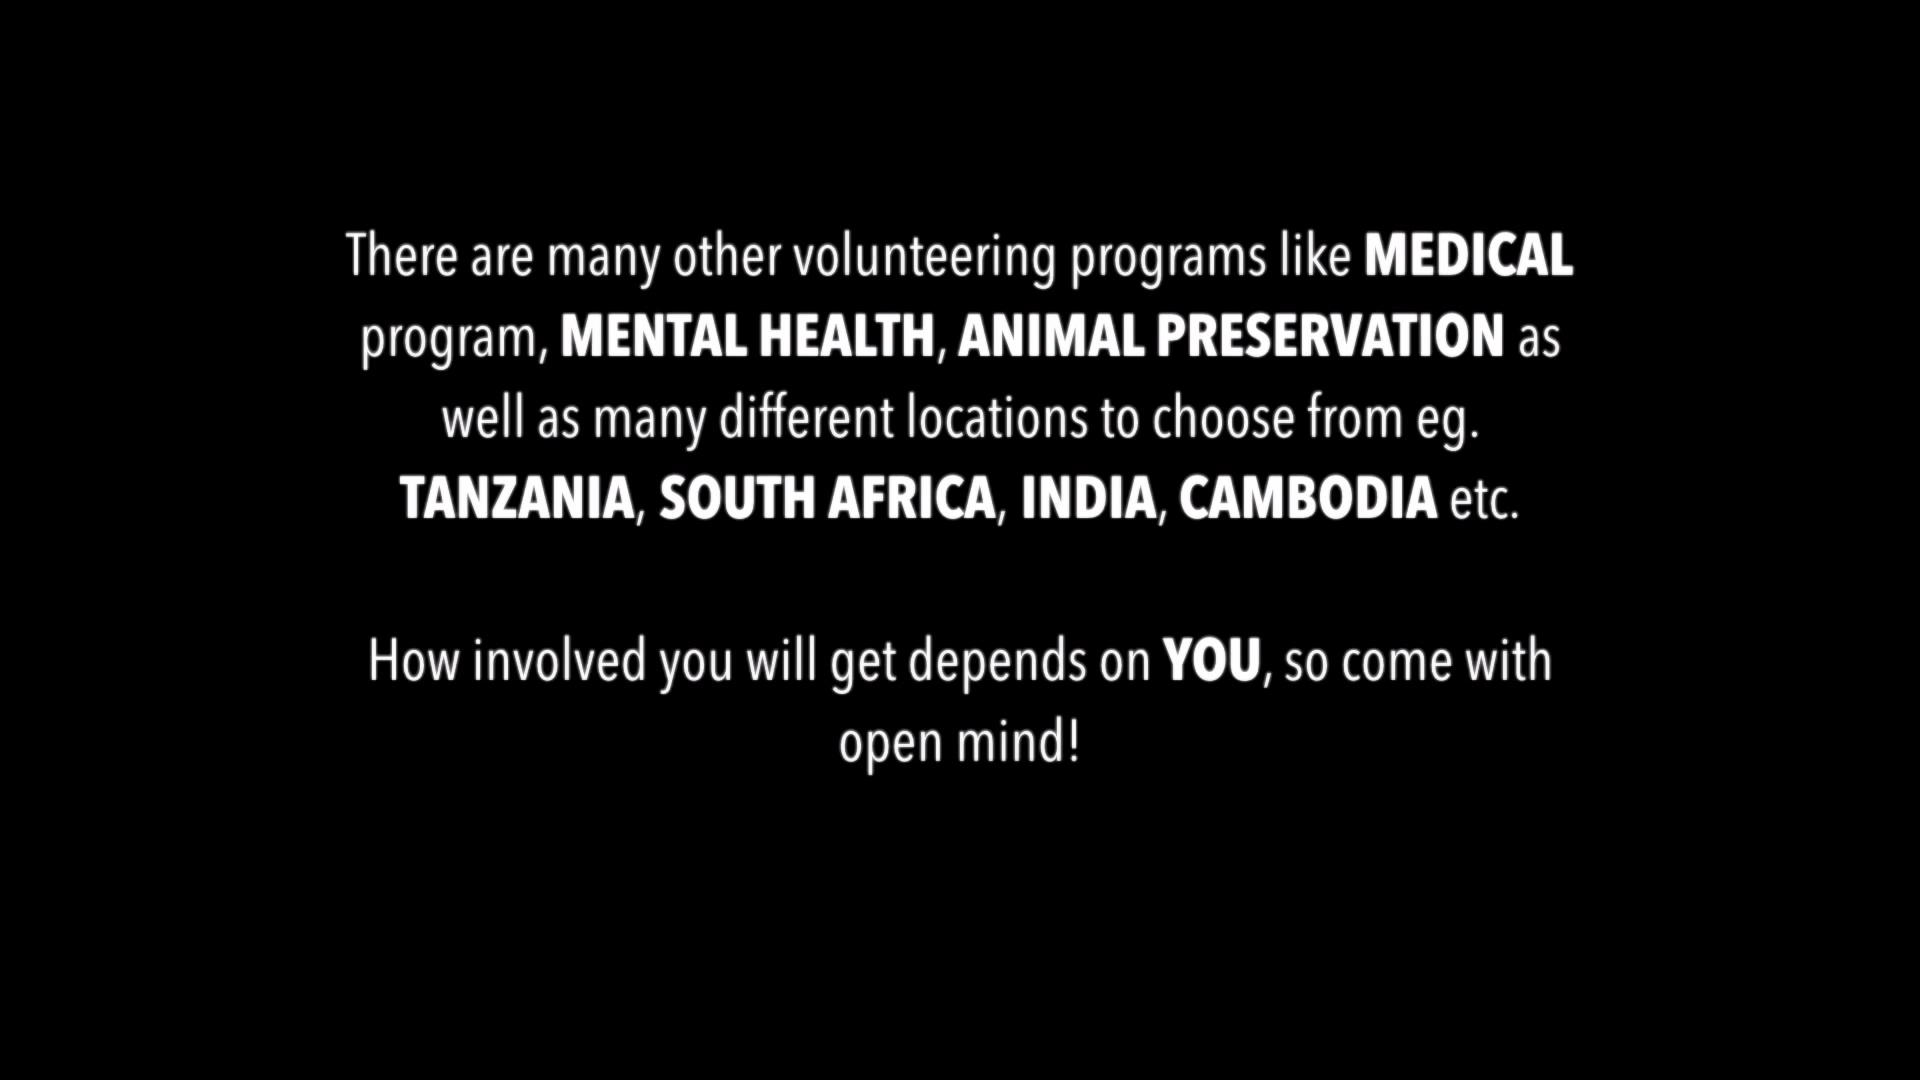 There are many other volunteering programs like MEDICAL
program, MENTAL HEALTH, ANIMAL PRESERVATION as
well as many different locations to choose from eg.
TANZANIA, SOUTH AFRICA, INDIA, CAMBODIA etc.
How involved you will get depends on YOU, so come with
open mind!